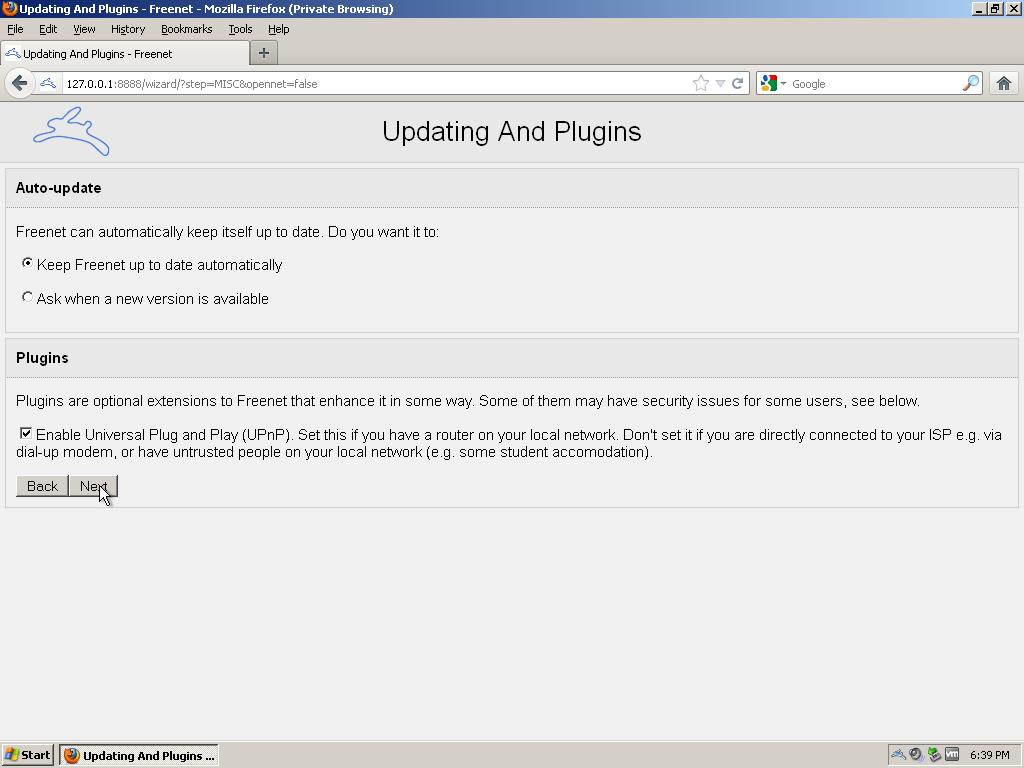 Updating And Plugins - Freenet - Mozilla Firefox (Private Browsing)
File Edit View History Bookmarks Tools Help
Updating And Plugins - Freenet
127.0.0.1:8888/wizard/?step=MISC&opennet=false
Google
Updating And Plugins
Auto-update
Freenet can automatically keep itself up to date. Do you want it to:
Keep Freenet up to date automatically
Ask when a new version is available
Plugins
Plugins are optional extensions to Freenet that enhance it in some way. Some of them may have security issues for some users, see below.
Enable Universal Plug and Play (UPnP). Set this if you have a router on your local network. Don't set it if you are directly connected to your ISP e.g. via
dial-up modem, or have untrusted people on your local network (e.g. some student accomodation).
Back Next
Start Updating And Plugins ... vm 6:39 PM